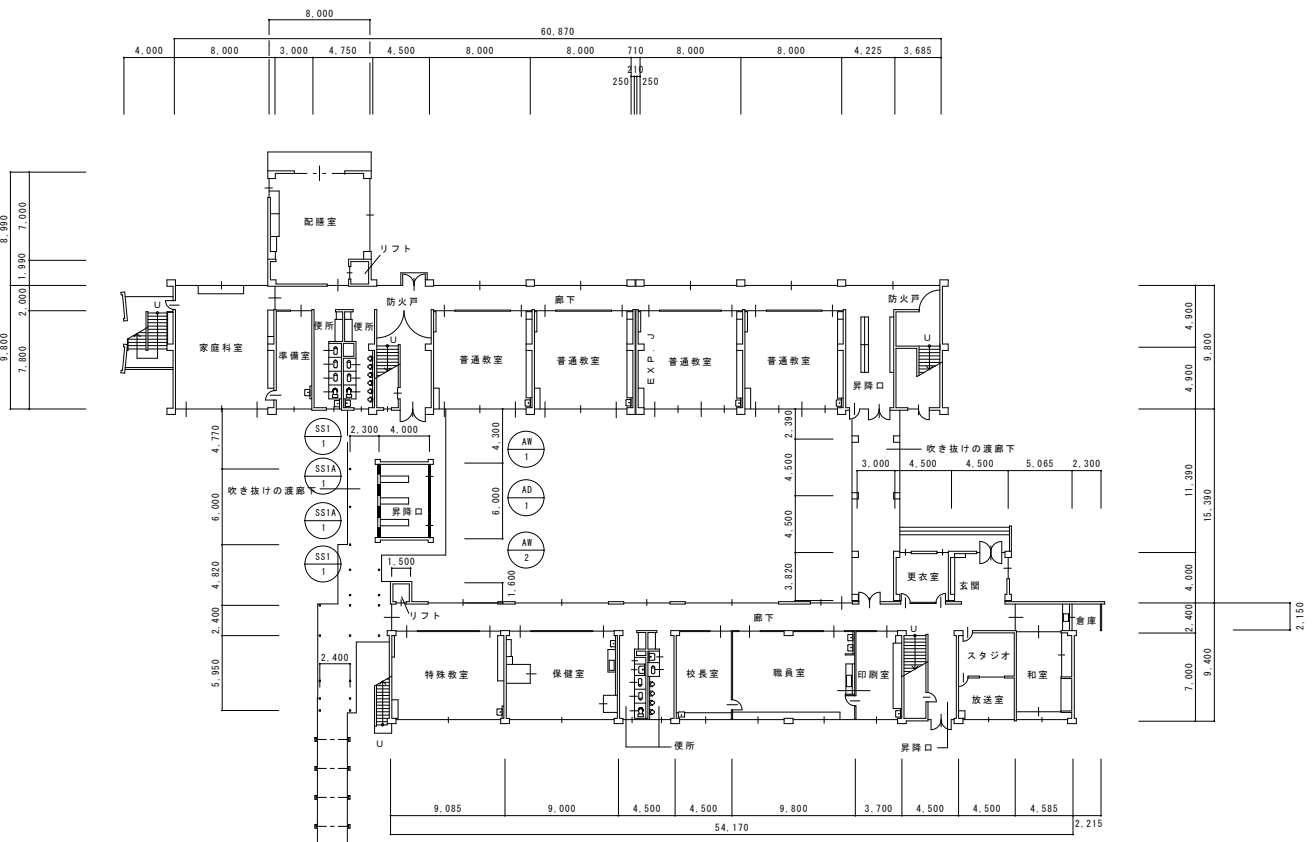 8,000
60,870
4,000 8,000 3,000 4,750 4,500 8,000 8,000 710 8,000 8,000 4,225 3,685
210
250 250
8,990
7,000
1,990
2,000
9,800
7,800
配膳室
リフト
防火戸
廊下
防火戸
U
家庭科室
準備室
便所 便所
U
普通教室
普通教室
EXP.J
普通教室
普通教室
昇降口
U
4,900
4,900
9,800
SS1
1
SS1A
1
SS1A
1
SS1
1
2,300 4,000
4,770
6,000
4,820
2,400
5,950
吹き抜けの渡廊下
昇降口
4,300
6,000
1,600
AW
1
AD
1
AW
2
2,390
4,500
4,500
3,820
吹き抜けの渡廊下
3,000 4,500 4,500 5,065 2,300
11,390
15,390
4,000
2,400
2,150
7,000
9,400
1,500
リフト
2,400
更衣室
玄関
廊下
U
倉庫
特殊教室
保健室
校長室
職員室
印刷室
スタジオ
放送室
和室
U
便所
昇降口
9,085 9,000 4,500 4,500 9,800 3,700 4,500 4,500 4,585
54,170
2,215